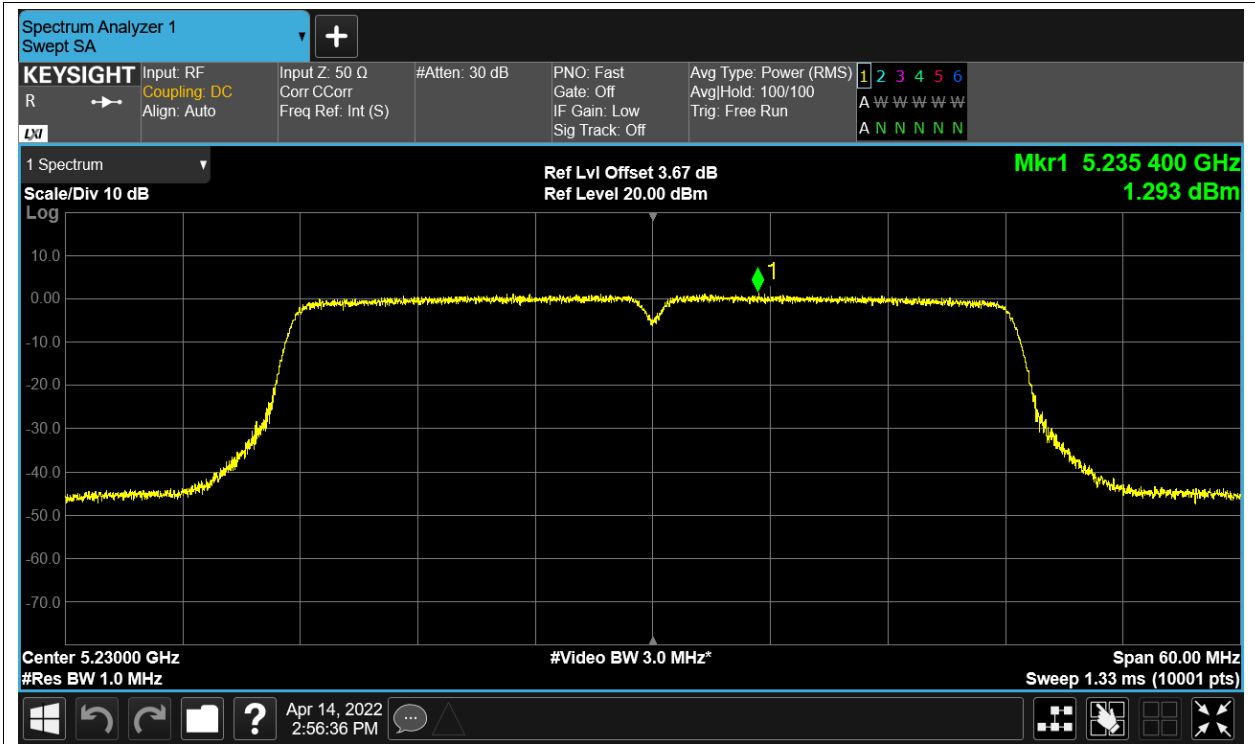 Spectrum Analyzer 1
Swept SA
+
KEYSIGHT
R
LXI
Input: RF
Coupling: DC
Align: Auto
Input Z: 50 Ω
Corr CCorr
Freq Ref: Int (S)
#Atten: 30 dB
PNO: Fast
Gate: Off
IF Gain: Low
Sig Track: Off
Avg Type: Power (RMS)
Avg|Hold: 100/100
Trig: Free Run
1 2 3 4 5 6
A W W W W W
A N N N N N
1 Spectrum
Scale/Div 10 dB
Log
Ref Lvl Offset 3.67 dB
Ref Level 20.00 dBm
Mkr1 5.235 400 GHz
1.293 dBm
10.0
0.00
-10.0
-20.0
-30.0
-40.0
-50.0
-60.0
-70.0
1
Center 5.23000 GHz
#Res BW 1.0 MHz
#Video BW 3.0 MHz*
Span 60.00 MHz
Sweep 1.33 ms (10001 pts)
?
Apr 14, 2022
2:56:36 PM